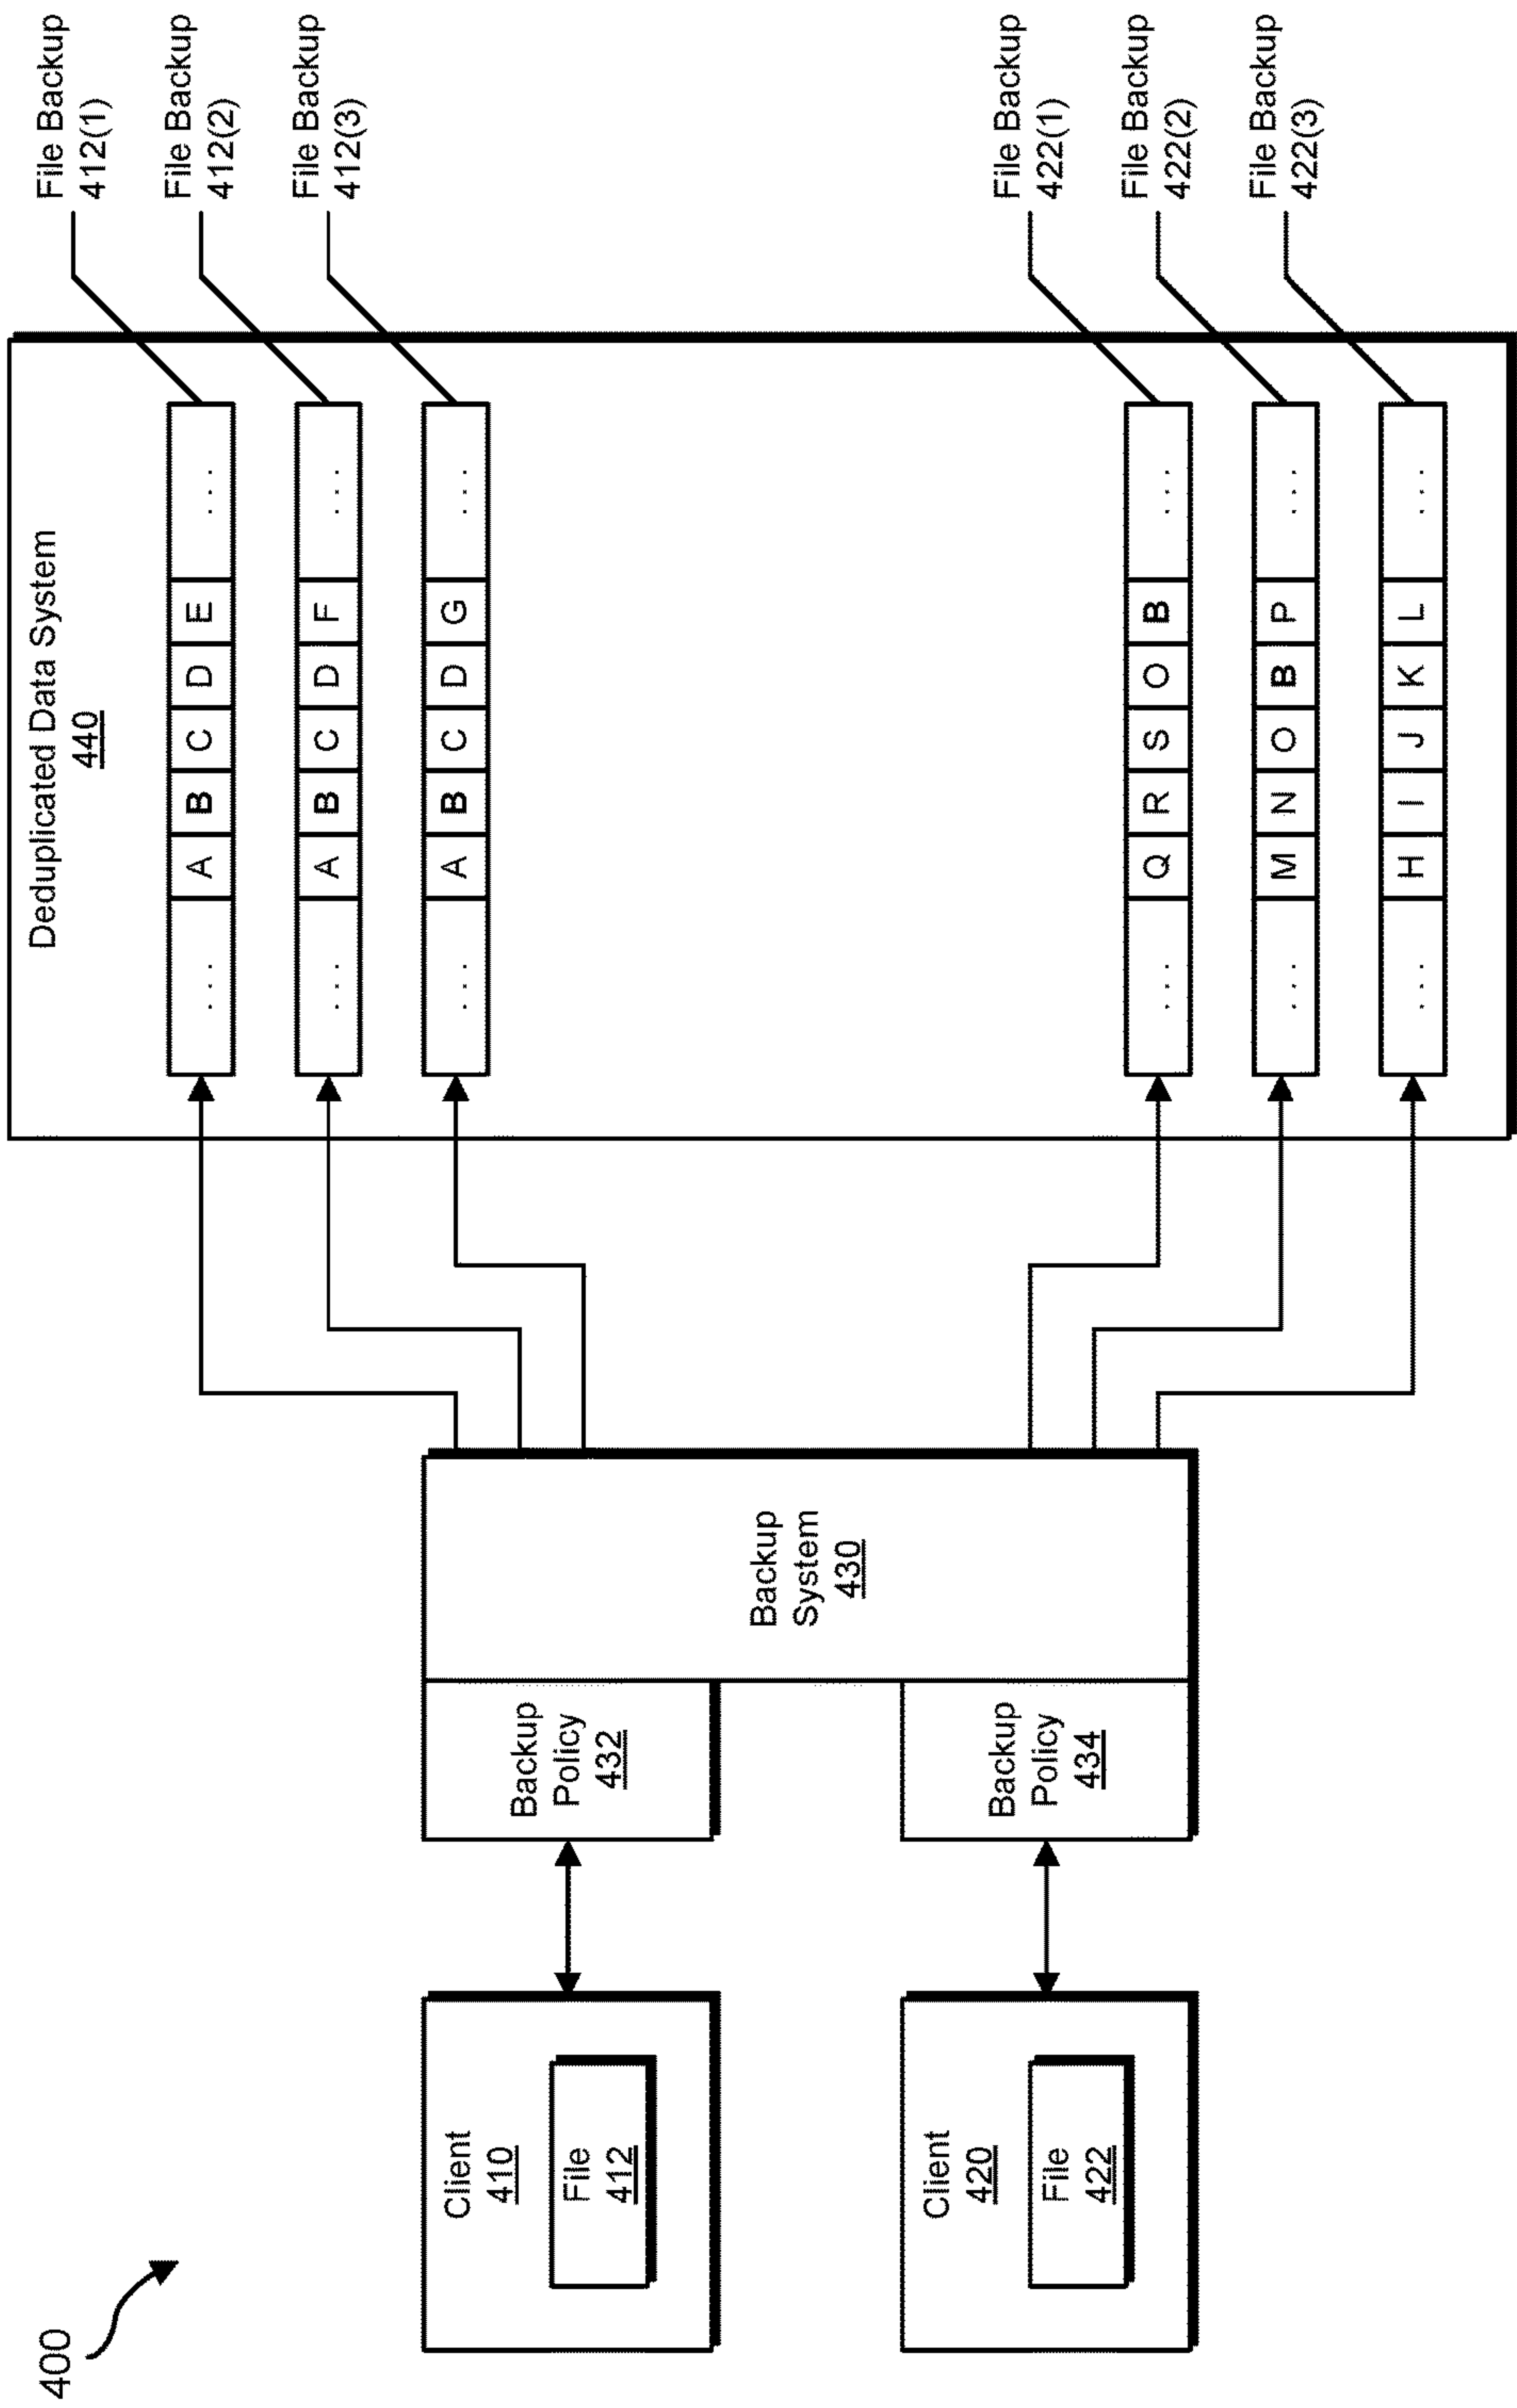 400
Client
410
File
412
Client
420
File
422
Backup
Policy
432
Backup
Policy
434
Backup
System
430
Deduplicated Data System
440
... A B C D E ...
... A B C D F ...
... A B C D G ...
... Q R S O B ...
... M N O B P ...
... H I J K L ...
File Backup
412(1)
File Backup
412(2)
File Backup
412(3)
File Backup
422(1)
File Backup
422(2)
File Backup
422(3)